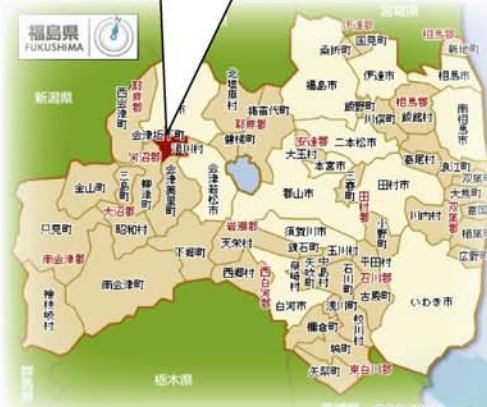 福島県
FUKUSHIMA
宮城県
新潟県
栃木県
伊達郡
国見町
桑折町
相馬郡
新地町
伊達市
相馬市
福島市
北塩原村
猪苗代町
耶麻郡
磐梯町
耶麻郡
西会津町
市
会津坂下町
湯川村
河沼郡
飯野町
川俣町
相馬郡
飯舘村
南相馬市
安達郡
二本松市
大玉村
本宮市
葛尾村
浪江町
双葉町
大熊町
富岡
楢葉
広野町
双葉郡
川内村
田村市
三春町
田村郡
小野町
郡山市
会津若松市
会津美里町
柳津町
三島町
金山町
大沼郡
昭和村
只見町
南会津郡
檜枝岐村
南会津町
下郷町
岩瀬郡
天栄村
須賀川市
鏡石町
玉川村
平田村
石川郡
石川町
古殿町
中島村
矢吹町
泉崎村
西郷村
西白河郡
白河市
浅川町
鮫川村
棚倉町
塙町
矢祭町
東白川郡
いわき市